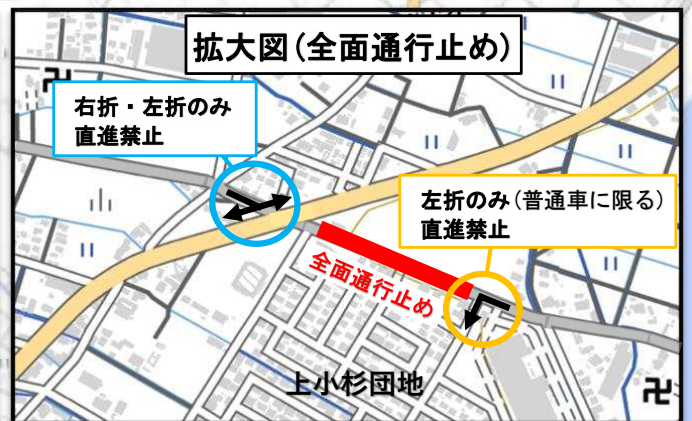 拡大図(全面通行止め)
右折・左折のみ
直進禁止
左折のみ(普通車に限る)
直進禁止
全面通行止め
上小杉団地